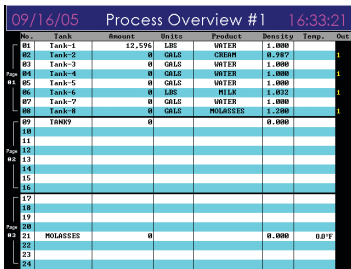 09/16/05 Process Overview #1 16:33:21
No. Tank Amount Units Product Density Temp. Out
01 Tank-1 12,596 LBS WATER 1.000
02 Tank-2 0 GALS CREAM 0.987 1
03 Tank-3 0 GALS WATER 1.000
Page 04 Tank-4 0 GALS WATER 1.000 1
01 05 Tank-5 0 GALS WATER 1.000
06 Tank-6 0 LBS MILK 1.032 1
07 Tank-7 0 GALS WATER 1.000
08 Tank-8 0 GALS MOLASSES 1.200 1
09 TANK9 0 0.000
10
11
Page 12
02 13
14
15
16
17
18
19
Page 20
03 21 MOLASSES 0 0.000 0.0°F
22
23
24